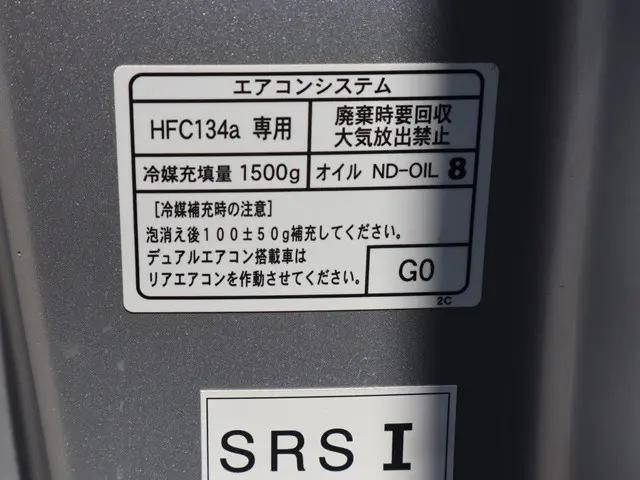 エアコンシステム
HFC134a 専用
廃棄時要回収
大気放出禁止
冷媒充填量 1500g
オイル ND-OIL 8
[冷媒補充時の注意]
泡消え後100±50g補充してください。
デュアルエアコン搭載車は
リアエアコンを作動させてください。
G0
2C
SRS I